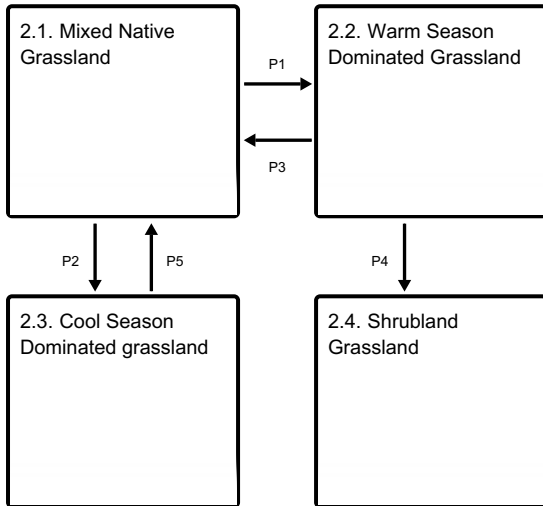 2.1. Mixed Native
Grassland
P1
2.2. Warm Season
Dominated Grassland
P3
P2
P5
P4
2.3. Cool Season
Dominated grassland
2.4. Shrubland
Grassland